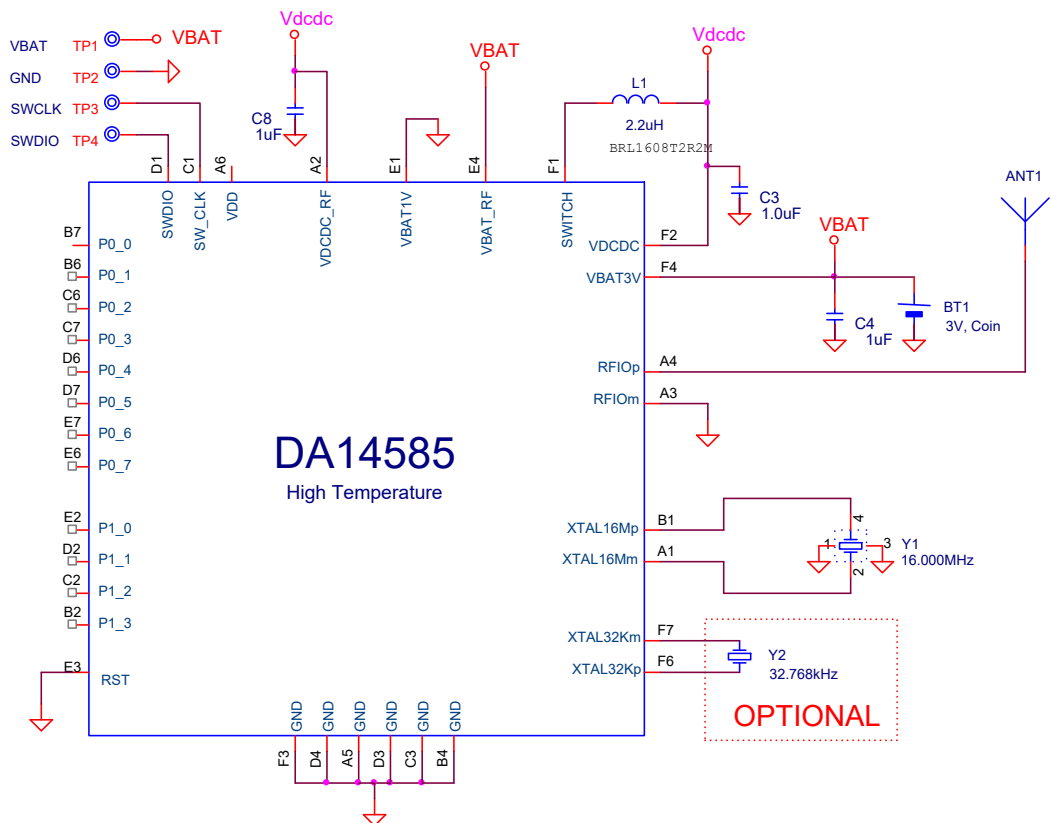 Vdcdc
VBAT TP1 VBAT
GND TP2
SWCLK TP3
SWDIO TP4
C8
1uF
VBAT
Vdcdc
L1
2.2uH
BRL1608T2R2M
C3
1.0uF
ANT1
D1 C1 A6 A2 E1 E4 F1
SWDIO SW_CLK VDD VDCDC_RF VBAT1V VBAT_RF SWITCH
B7 P0_0
B6 P0_1
C6 P0_2
C7 P0_3
D6 P0_4
D7 P0_5
E7 P0_6
E6 P0_7
E2 P1_0
D2 P1_1
C2 P1_2
B2 P1_3
E3 RST
DA14585
High Temperature
VDCDC F2
VBAT3V F4
RFIOp A4
RFIOm A3
XTAL16Mp B1
XTAL16Mm A1
XTAL32Km F7
XTAL32Kp F6
VBAT
C4
1uF
BT1
3V, Coin
4
1 3
2
Y1
16.000MHz
Y2
32.768kHz
OPTIONAL
GND GND GND GND GND GND
F3 D4 A5 D3 C3 B4